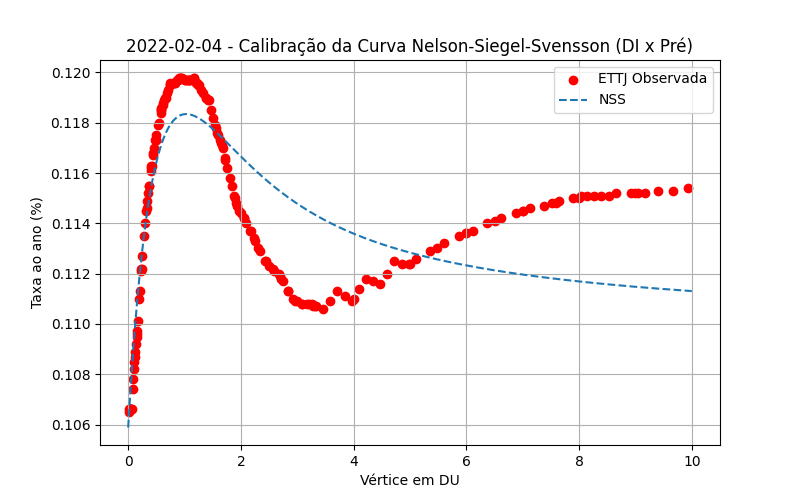 2022-02-04 - Calibração da Curva Nelson-Siegel-Svensson (DI x Pré)
ETTJ Observada
NSS
Taxa ao ano (%)
0.120
0.118
0.116
0.114
0.112
0.110
0.108
0.106
0 2 4 6 8 10
Vértice em DU